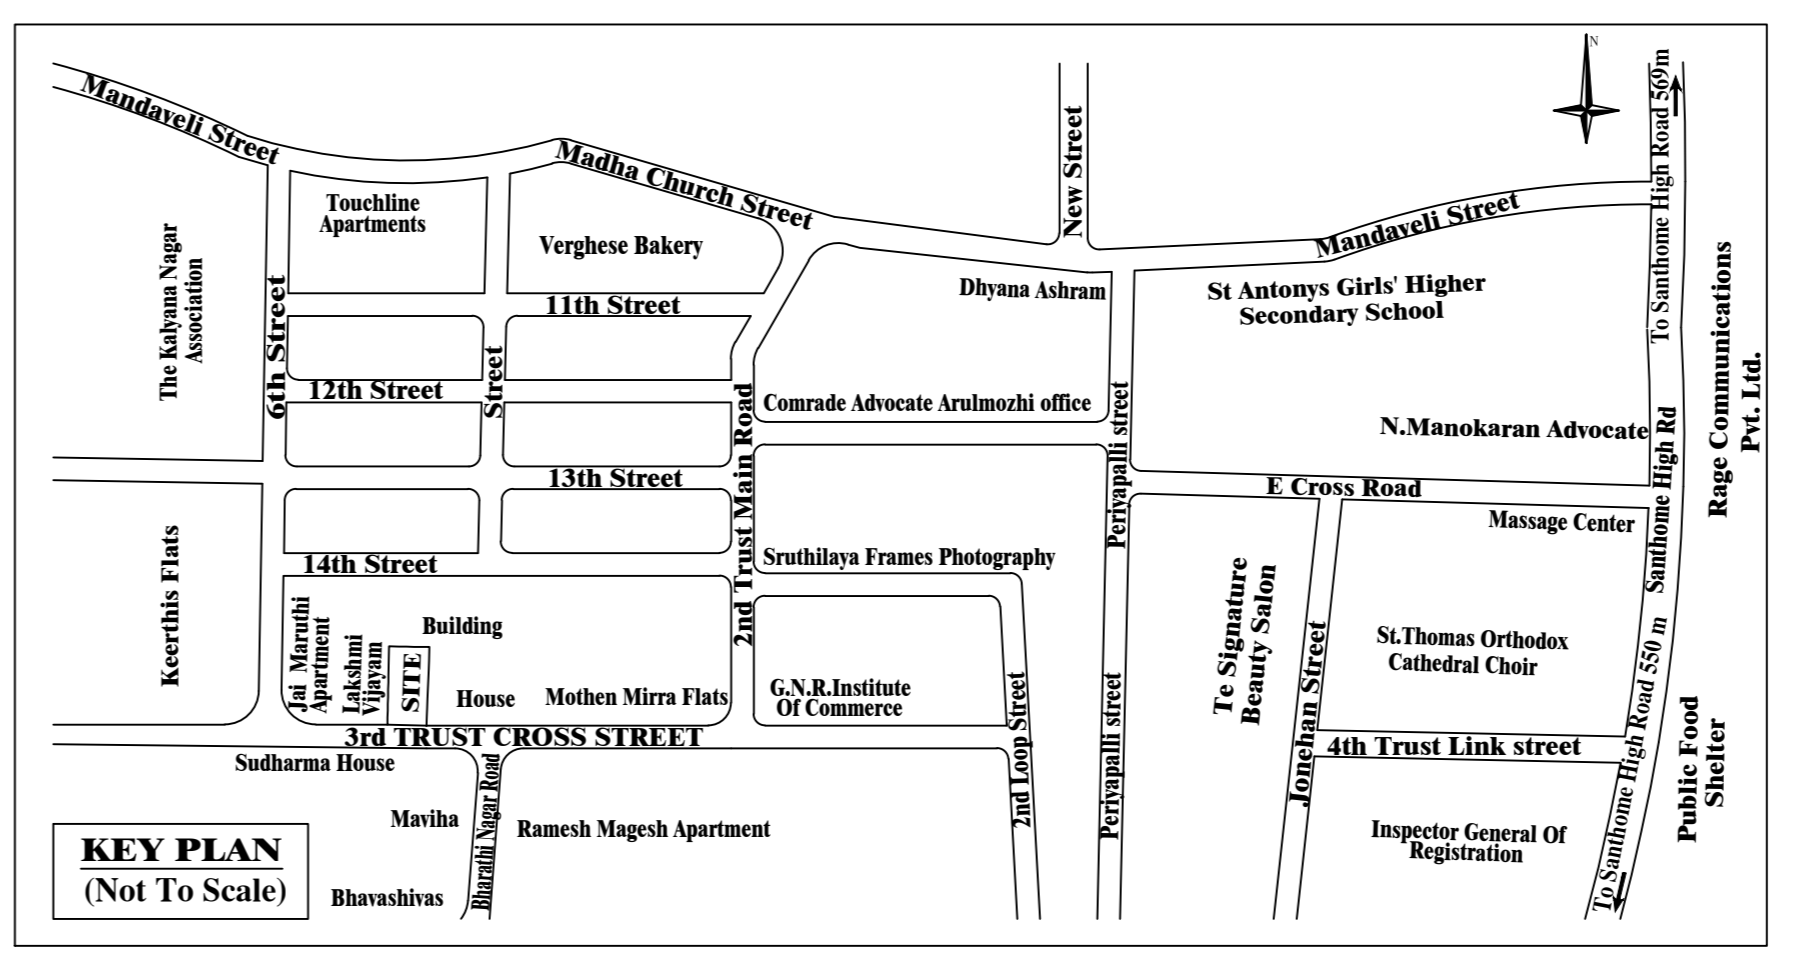 N
Mandaveli Street
Madha Church Street
New Street
To Santhome High Road 569m
Mandaveli Street
Touchline
Apartments
Verghese Bakery
The Kalyana Nagar
Association
6th Street
11th Street
Dhyana Ashram
St Antonys Girls' Higher
Secondary School
Rage Communications
Pvt. Ltd.
12th Street
Street
2nd Trust Main Road
Comrade Advocate Arulmozhi office
Periyapalli street
N.Manokaran Advocate
Santhome High Rd
13th Street
E Cross Road
Massage Center
Keerthis Flats
14th Street
Sruthilaya Frames Photography
Te Signature
Beauty Salon
Jai Maruthi
Apartment
Lakshmi
Vijayam
SITE
Building
House
Mothen Mirra Flats
G.N.R.Institute
Of Commerce
2nd Loop Street
Periyapalli street
Jonehan Street
St.Thomas Orthodox
Cathedral Choir
To Santhome High Road 550 m
Public Food
Shelter
3rd TRUST CROSS STREET
4th Trust Link street
Sudharma House
Maviha
Bharathi Nagar Road
Ramesh Magesh Apartment
Inspector General Of
Registration
KEY PLAN
(Not To Scale)
Bhavashivas